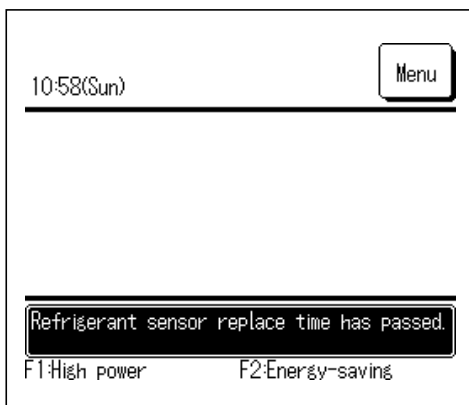 10:58(Sun)
Menu
Refrigerant sensor replace time has passed.
F1:High power F2:Energy-saving